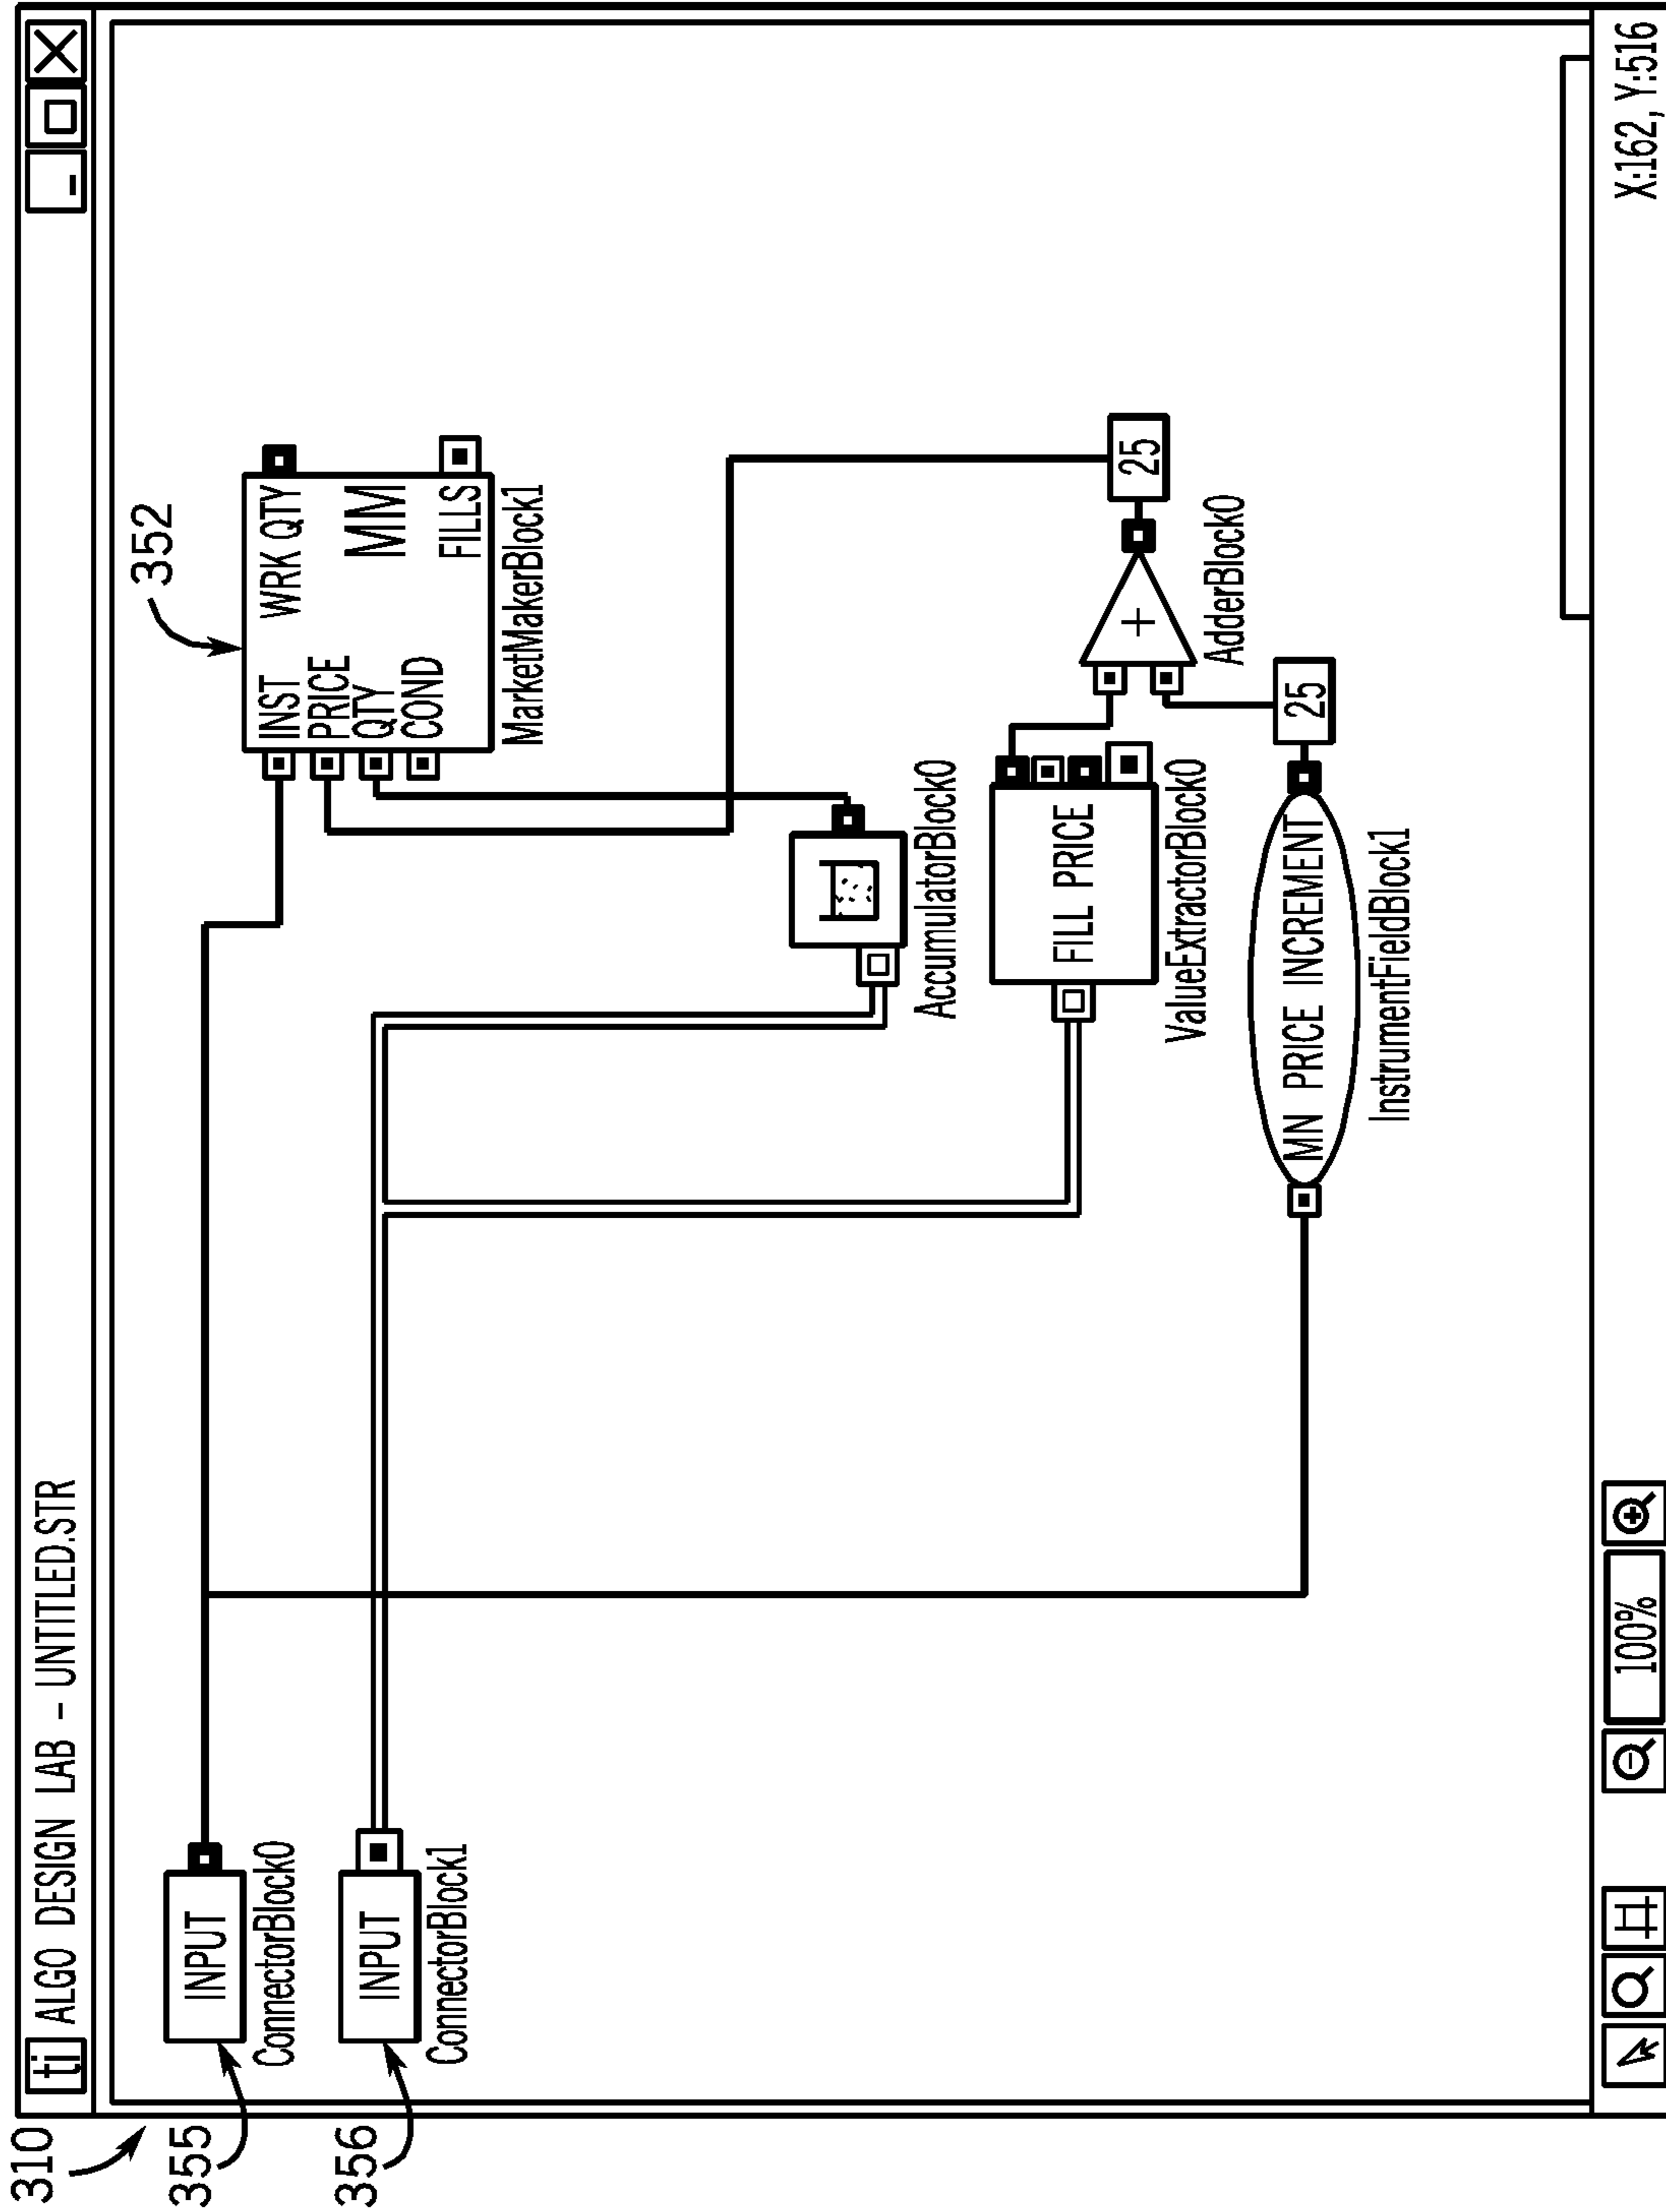 310
ti ALGO DESIGN LAB - UNTITLED.STR
352
355
INPUT
ConnectorBlock0
INST WRK QTY
PRICE
QTY MM
COND
FILLS
MarketMakerBlock1
356
INPUT
ConnectorBlock1
AccumulatorBlock0
FILL PRICE
ValueExtractorBlock0
+
25
AdderBlock0
MN PRICE INCREMENT
25
InstrumentFieldBlock1
100%
X:162, Y:516